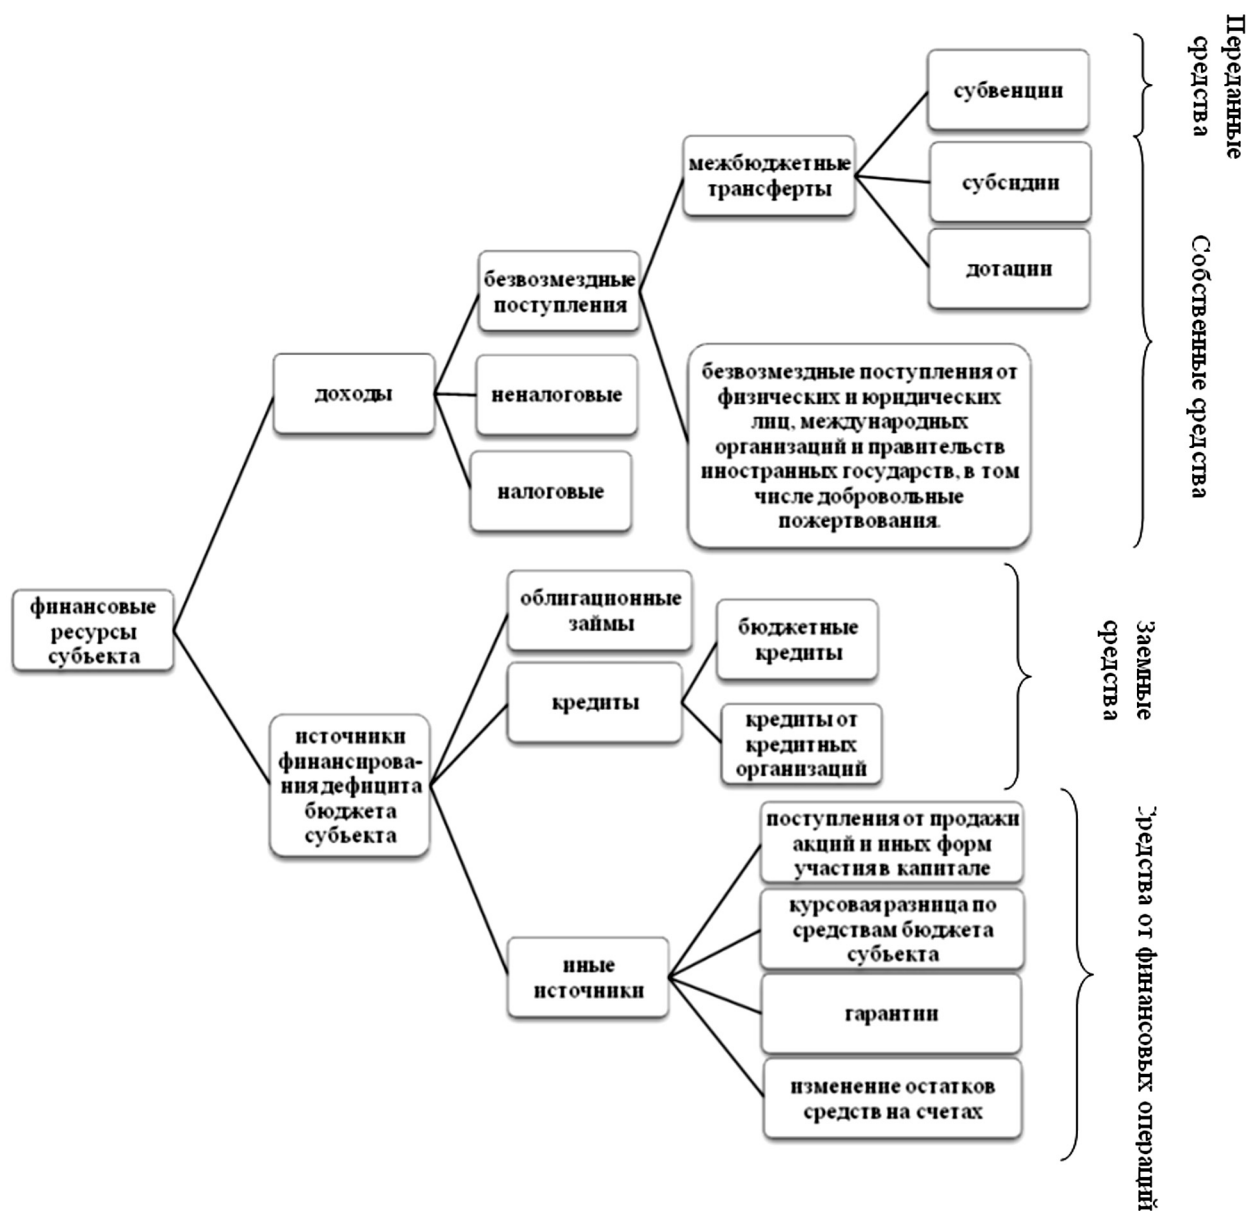 финансовые
ресурсы
субъекта
доходы
источники
финансирова-
ния дефицита
бюджета
субъекта
безвозмездные
поступления
неналоговые
налоговые
межбюджетные
трансферты
субвенции
субсидии
дотации
безвозмездные поступления от
физических и юридических
лиц, международных
организаций и правительств
иностранных государств, в том
числе добровольные
пожертвования.
облигационные
займы
кредиты
бюджетные
кредиты
кредиты от
кредитных
организаций
иные
источники
поступления от продажи
акций и иных форм
участия в капитале
курсовая разница по
средствам бюджета
субъекта
гарантии
изменение остатков
средств на счетах
Переданные
средства
Собственные средства
Заемные
средства
Средства от финансовых операций